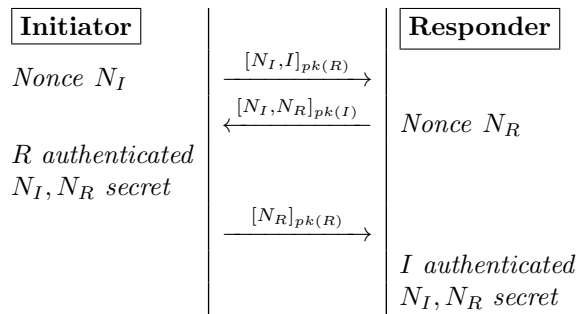 Initiator
Responder
[N_I,I]_{pk(R)}
Nonce N_I
[N_I,N_R]_{pk(I)}
Nonce N_R
R authenticated
N_I, N_R secret
[N_R]_{pk(R)}
I authenticated
N_I, N_R secret